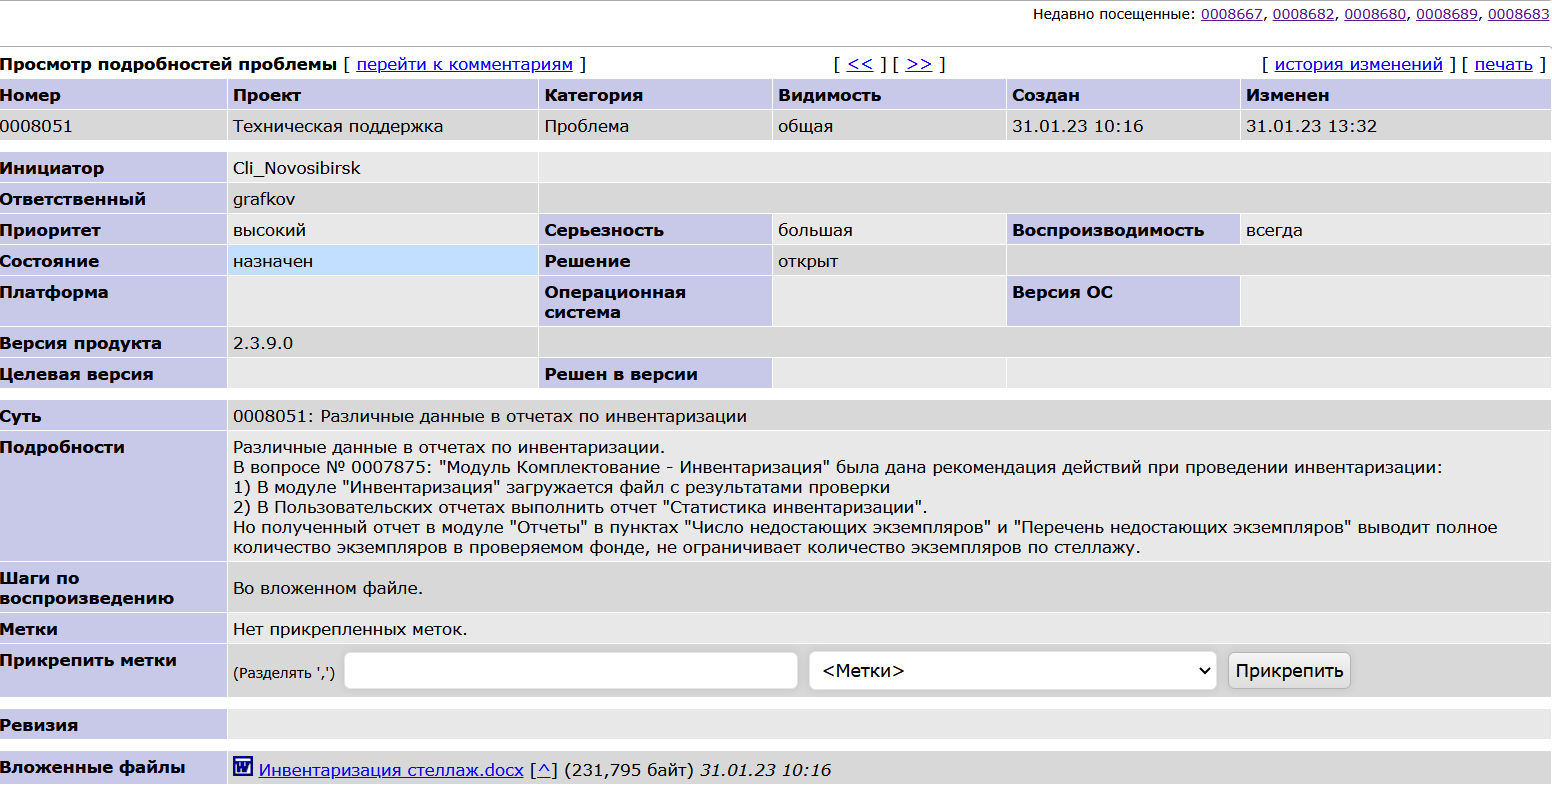 Недавно посещенные: 0008667, 0008682, 0008680, 0008689, 0008683
Просмотр подробностей проблемы [ перейти к комментариям ] [ << ] [ >> ] [ история изменений ] [ печать ]
Номер Проект Категория Видимость Создан Изменен
0008051 Техническая поддержка Проблема общая 31.01.23 10:16 31.01.23 13:32
Инициатор Cli_Novosibirsk
Ответственный grafkov
Приоритет высокий Серьезность большая Воспроизводимость всегда
Состояние назначен Решение открыт
Платформа Операционная система Версия ОС
Версия продукта 2.3.9.0
Целевая версия Решен в версии
Суть 0008051: Различные данные в отчетах по инвентаризации
Подробности Различные данные в отчетах по инвентаризации.
В вопросе № 0007875: "Модуль Комплектование - Инвентаризация" была дана рекомендация действий при проведении инвентаризации:
1) В модуле "Инвентаризация" загружается файл с результатами проверки
2) В Пользовательских отчетах выполнить отчет "Статистика инвентаризации".
Но полученный отчет в модуле "Отчеты" в пунктах "Число недостающих экземпляров" и "Перечень недостающих экземпляров" выводит полное
количество экземпляров в проверяемом фонде, не ограничивает количество экземпляров по стеллажу.
Шаги по воспроизведению Во вложенном файле.
Метки Нет прикрепленных меток.
Прикрепить метки (Разделять ',') <Метки> Прикрепить
Ревизия
Вложенные файлы Инвентаризация стеллаж.docx [^] (231,795 байт) 31.01.23 10:16